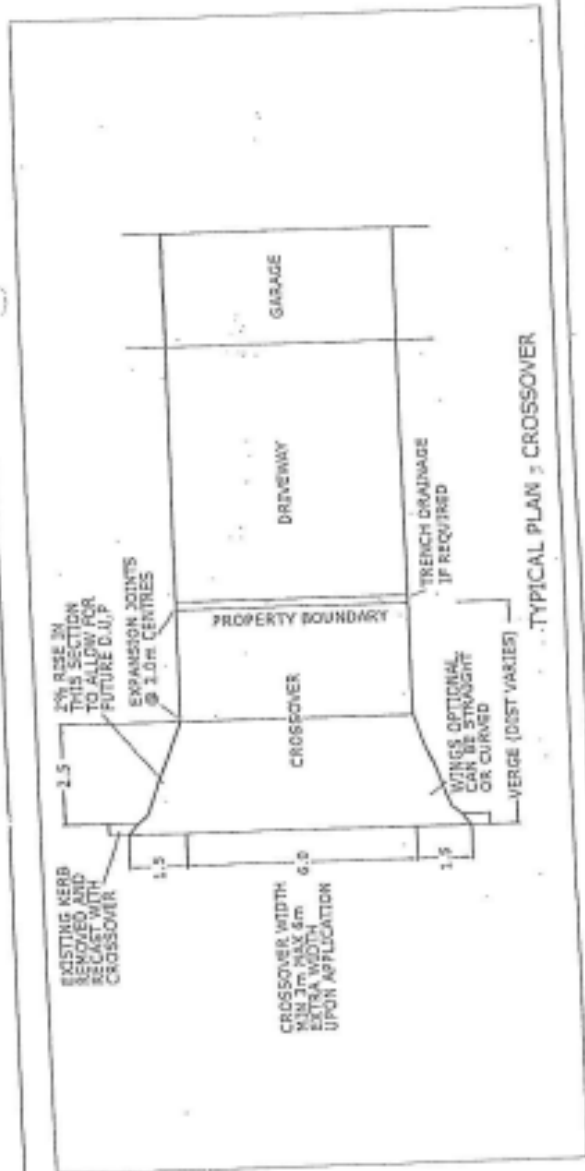 EXISTING KERB
REMOVED AND
RECAST WITH
CROSSOVER
2.5
2% RISE IN
THIS SECTION
TO ALLOW FOR
FUTURE D.U.P
EXPANSION JOINTS
@ 2.0m CENTRES
1.5
6.0
1.5
CROSSOVER WIDTH
MIN 3m MAX 6m
EXTRA WIDTH
UPON APPLICATION
CROSSOVER
PROPERTY BOUNDARY
DRIVEWAY
GARAGE
WINGS OPTIONAL
CAN BE STRAIGHT
OR CURVED
TRENCH DRAINAGE
IF REQUIRED
VERGE (DIST VARIES)
TYPICAL PLAN - CROSSOVER